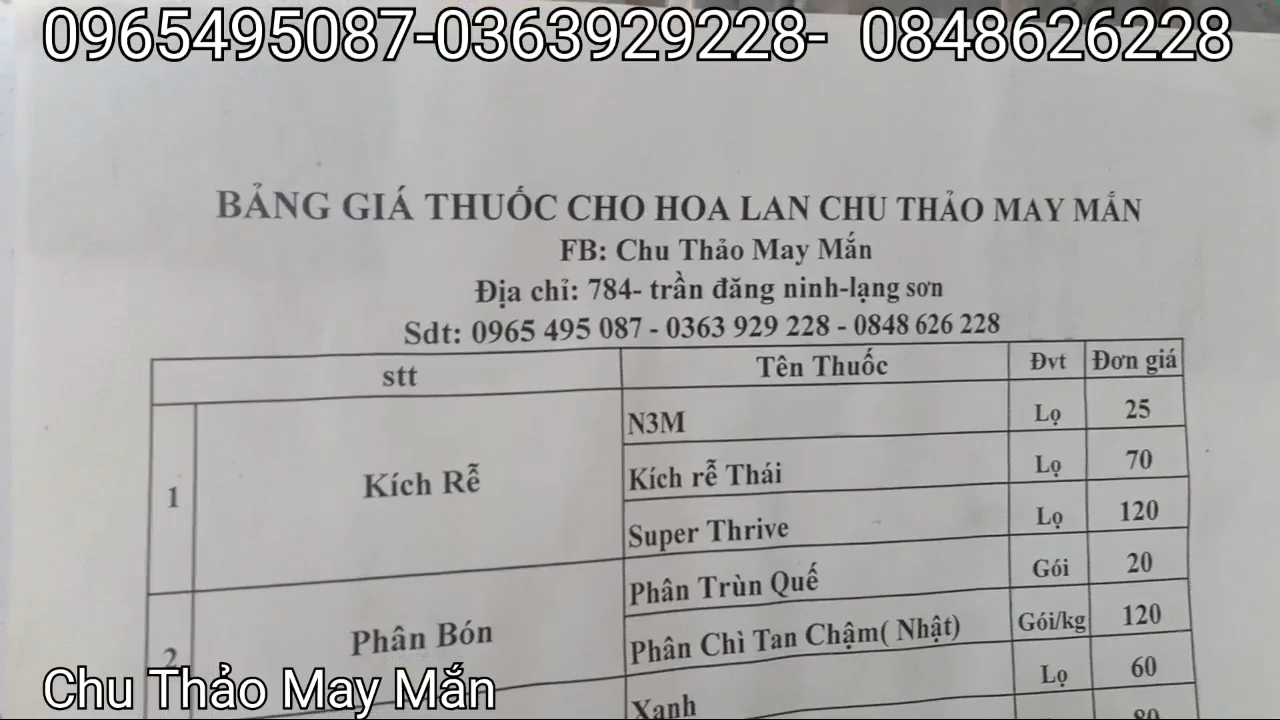 0965495087-0363929228- 0848626228
BẢNG GIÁ THUỐC CHO HOA LAN CHU THẢO MAY MẮN
FB: Chu Thảo May Mắn
Địa chỉ: 784- trần đăng ninh-lạng sơn
Sdt: 0965 495 087 - 0363 929 228 - 0848 626 228
stt Tên Thuốc Đvt Đơn giá
1 Kích Rễ N3M Lọ 25
Kích rễ Thái Lọ 70
Super Thrive Lọ 120
2 Phân Bón Phân Trùn Quế Gói 20
Phân Chì Tan Chậm( Nhật) Gói/kg 120
Xanh Lọ 60
Chu Thảo May Mắn